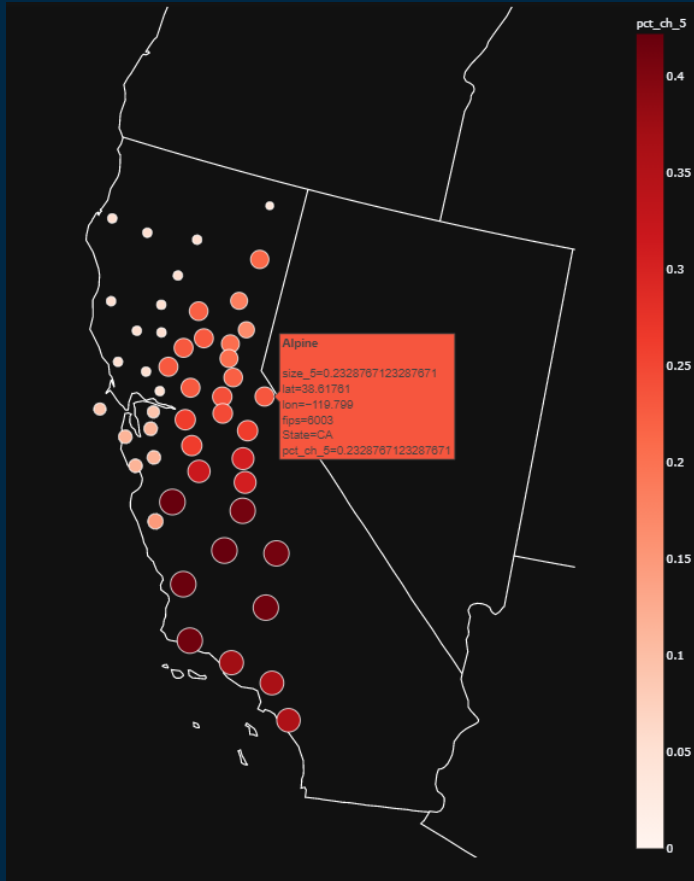 pct_ch_5
0.4
0.35
0.3
Alpine
size_5=0.2328767123287671
lat=38.61761
lon=−119.799
fips=6003
State=CA
pct_ch_5=0.2328767123287671
0.25
0.2
0.15
0.1
0.05
0